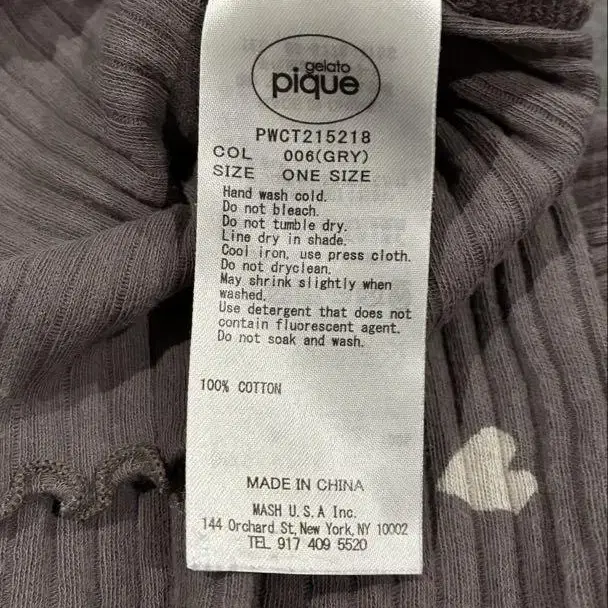 gelato
pique
PWCT215218
COL 006(GRY)
SIZE ONE SIZE
Hand wash cold.
Do not bleach.
Do not tumble dry.
Line dry in shade.
Cool iron, use press cloth.
Do not dryclean.
May shrink slightly when
washed.
Use detergent that does not
contain fluorescent agent.
Do not soak and wash.
100% COTTON
MADE IN CHINA
MASH U.S.A Inc.
144 Orchard St, New York, NY 10002
TEL 917 409 5520